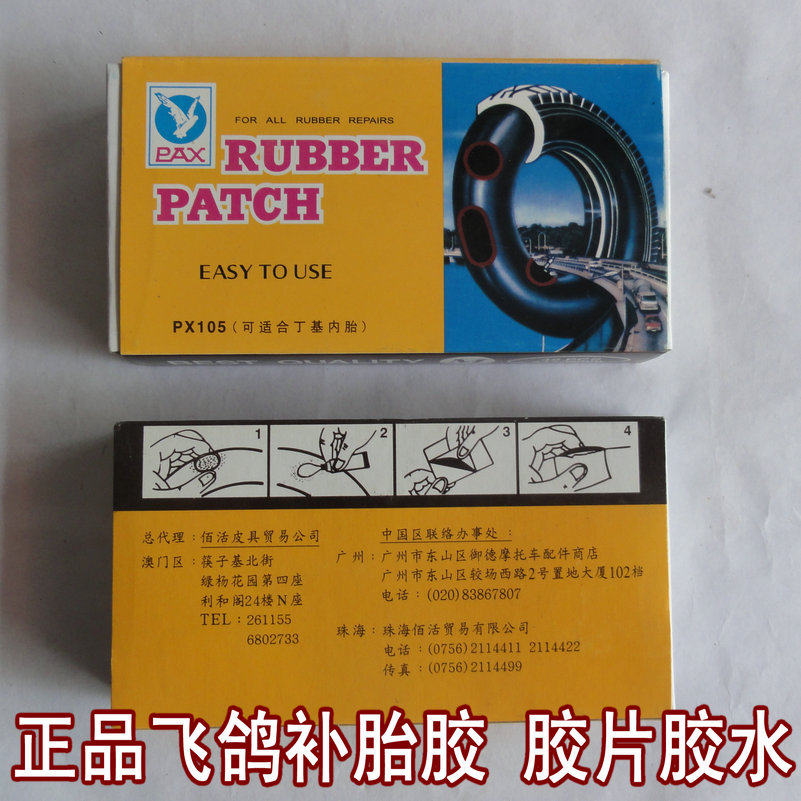 PAX
FOR ALL RUBBER REPAIRS
RUBBER
PATCH
EASY TO USE
PX105(可适合丁基内胎)
BEST QUALITY
1 2 3 4
总代理：佰活皮具贸易公司
澳门区：筷子基北街
绿杨花园第四座
利和阁24楼N座
TEL：261155
6802733
中国区联络办事处：
广州：广州市东山区御德摩托车配件商店
广州市东山区较场西路2号置地大厦102档
电话：(020)83867807
珠海：珠海佰活贸易有限公司
电话：(0756)2114411 2114422
传真：(0756)2114499
正品飞鸽补胎胶 胶片胶水